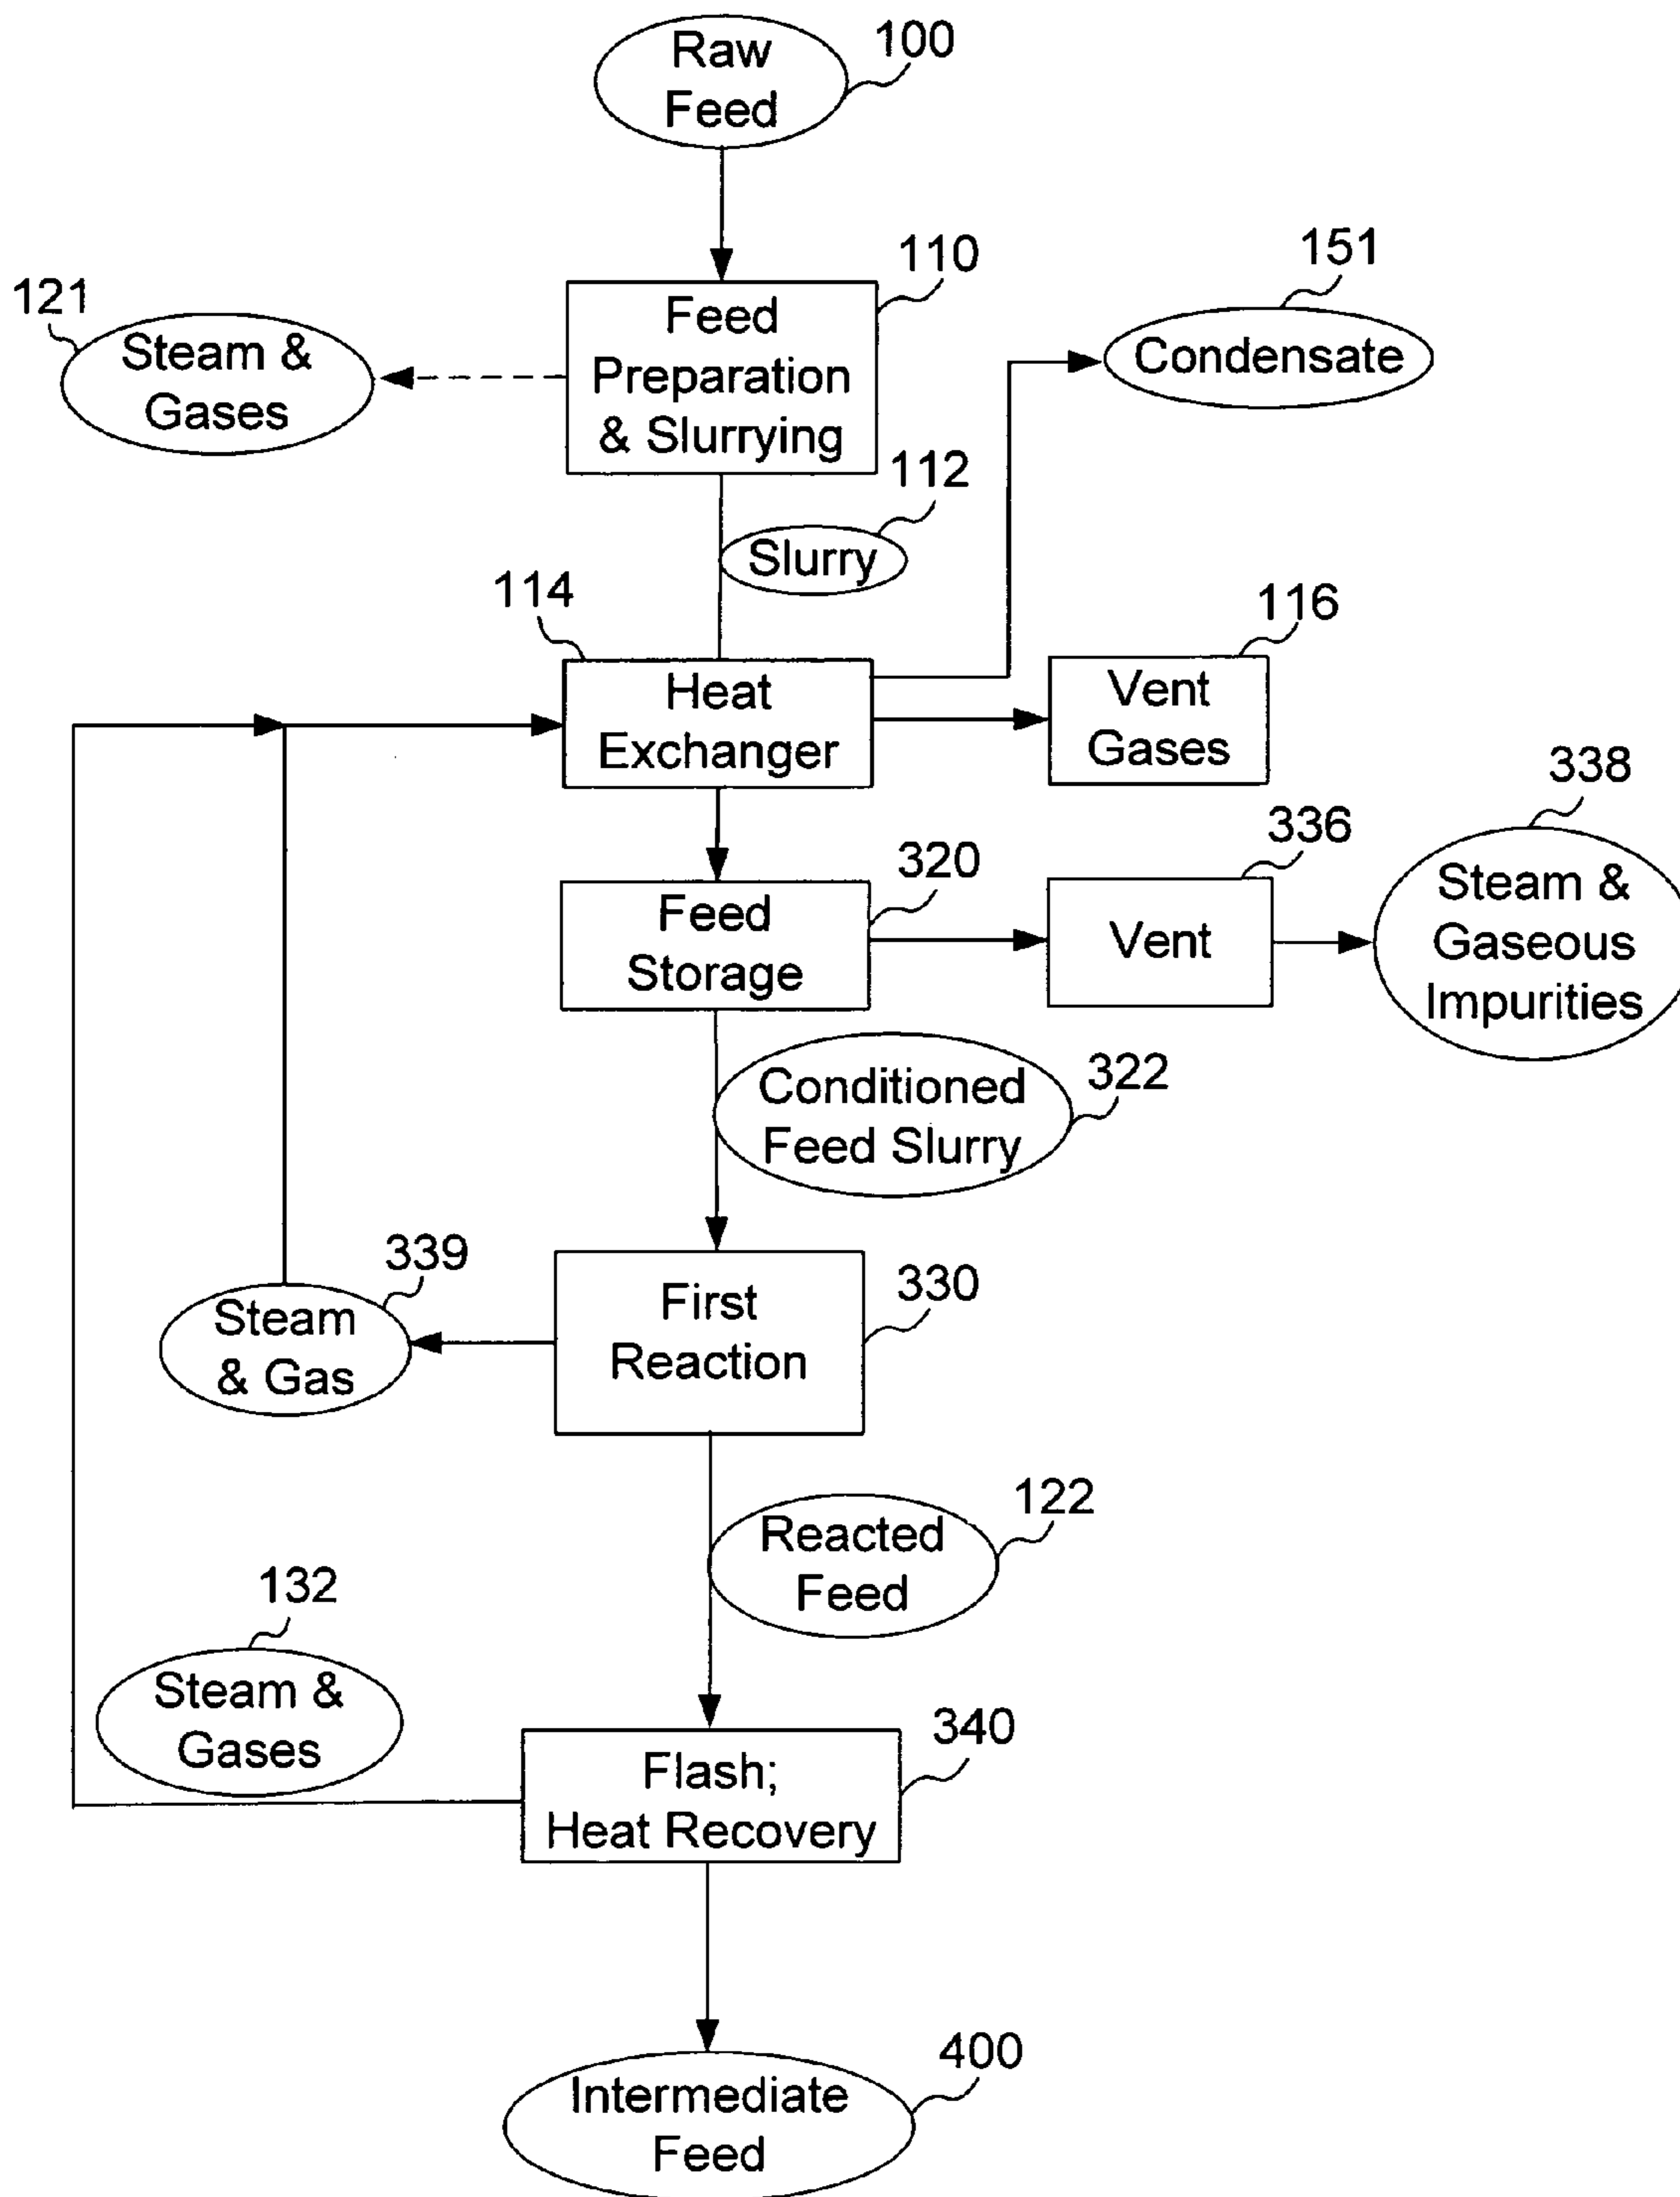 100
Raw
Feed
110
151
121
Feed
Preparation
& Slurrying
Steam &
Gases
Condensate
112
Slurry
114
116
Heat
Exchanger
Vent
Gases
338
336
320
Feed
Storage
Vent
Steam &
Gaseous
Impurities
Conditioned
Feed Slurry
322
339
330
First
Reaction
Steam
& Gas
122
Reacted
Feed
132
Steam &
Gases
340
Flash;
Heat Recovery
400
Intermediate
Feed